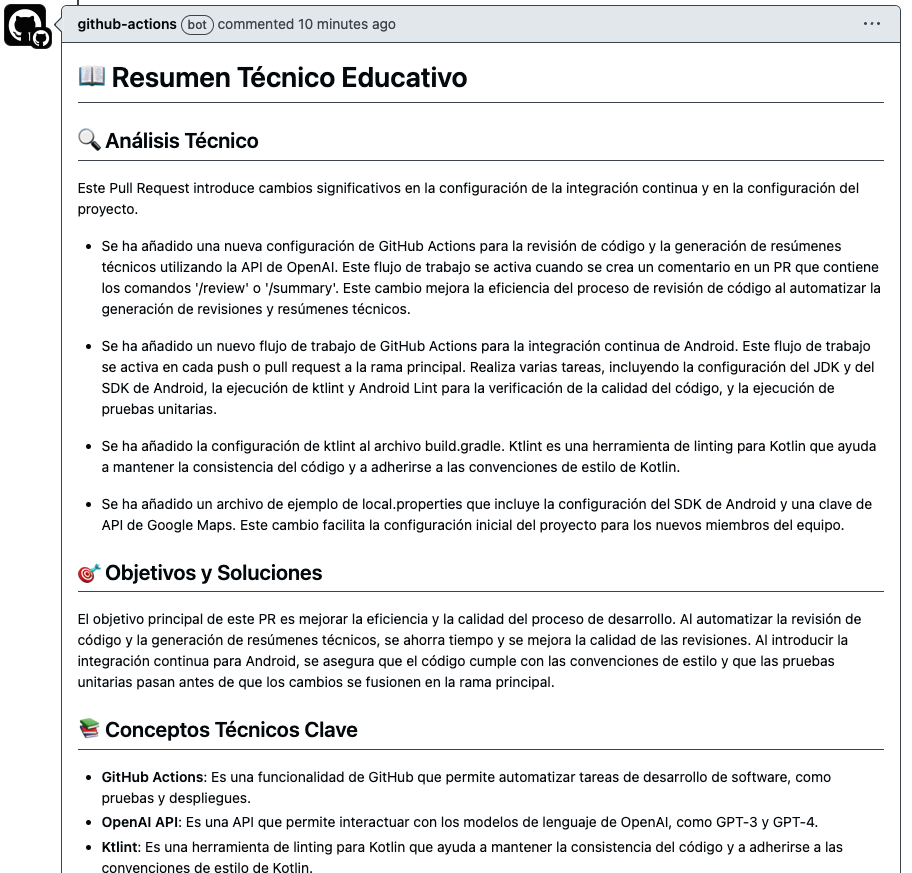 github-actions bot commented 10 minutes ago ...
Resumen Técnico Educativo
Análisis Técnico
Este Pull Request introduce cambios significativos en la configuración de la integración continua y en la configuración del
proyecto.
• Se ha añadido una nueva configuración de GitHub Actions para la revisión de código y la generación de resúmenes
técnicos utilizando la API de OpenAI. Este flujo de trabajo se activa cuando se crea un comentario en un PR que contiene
los comandos '/review' o '/summary'. Este cambio mejora la eficiencia del proceso de revisión de código al automatizar la
generación de revisiones y resúmenes técnicos.
• Se ha añadido un nuevo flujo de trabajo de GitHub Actions para la integración continua de Android. Este flujo de trabajo
se activa en cada push o pull request a la rama principal. Realiza varias tareas, incluyendo la configuración del JDK y del
SDK de Android, la ejecución de ktlint y Android Lint para la verificación de la calidad del código, y la ejecución de
pruebas unitarias.
• Se ha añadido la configuración de ktlint al archivo build.gradle. Ktlint es una herramienta de linting para Kotlin que ayuda
a mantener la consistencia del código y a adherirse a las convenciones de estilo de Kotlin.
• Se ha añadido un archivo de ejemplo de local.properties que incluye la configuración del SDK de Android y una clave de
API de Google Maps. Este cambio facilita la configuración inicial del proyecto para los nuevos miembros del equipo.
Objetivos y Soluciones
El objetivo principal de este PR es mejorar la eficiencia y la calidad del proceso de desarrollo. Al automatizar la revisión de
código y la generación de resúmenes técnicos, se ahorra tiempo y se mejora la calidad de las revisiones. Al introducir la
integración continua para Android, se asegura que el código cumple con las convenciones de estilo y que las pruebas
unitarias pasan antes de que los cambios se fusionen en la rama principal.
Conceptos Técnicos Clave
• GitHub Actions: Es una funcionalidad de GitHub que permite automatizar tareas de desarrollo de software, como
pruebas y despliegues.
• OpenAI API: Es una API que permite interactuar con los modelos de lenguaje de OpenAI, como GPT-3 y GPT-4.
• Ktlint: Es una herramienta de linting para Kotlin que ayuda a mantener la consistencia del código y a adherirse a las
convenciones de estilo de Kotlin.